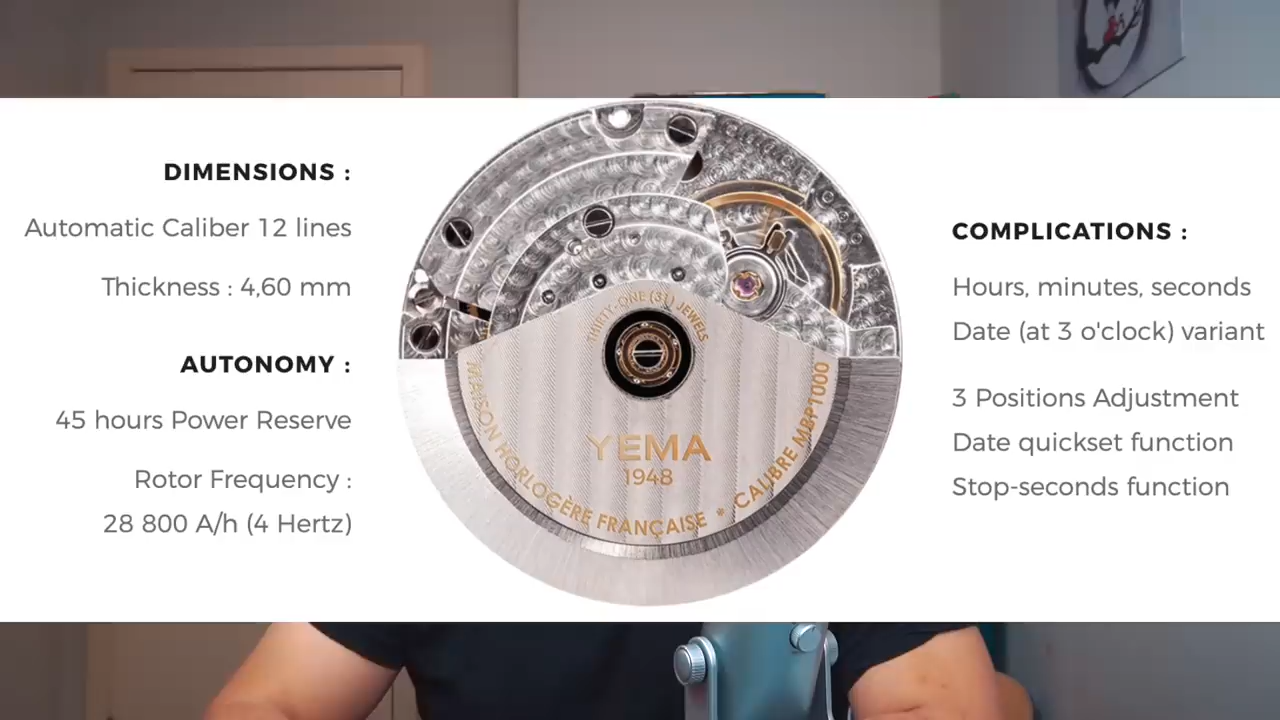 DIMENSIONS :
Automatic Caliber 12 lines
Thickness : 4,60 mm
AUTONOMY :
45 hours Power Reserve
Rotor Frequency :
28 800 A/h (4 Hertz)
THIRTY-ONE (31) JEWELS
YEMA
1948
MAISON HORLOGÈRE FRANÇAISE * CALIBRE MBP1000
COMPLICATIONS :
Hours, minutes, seconds
Date (at 3 o'clock) variant
3 Positions Adjustment
Date quickset function
Stop-seconds function